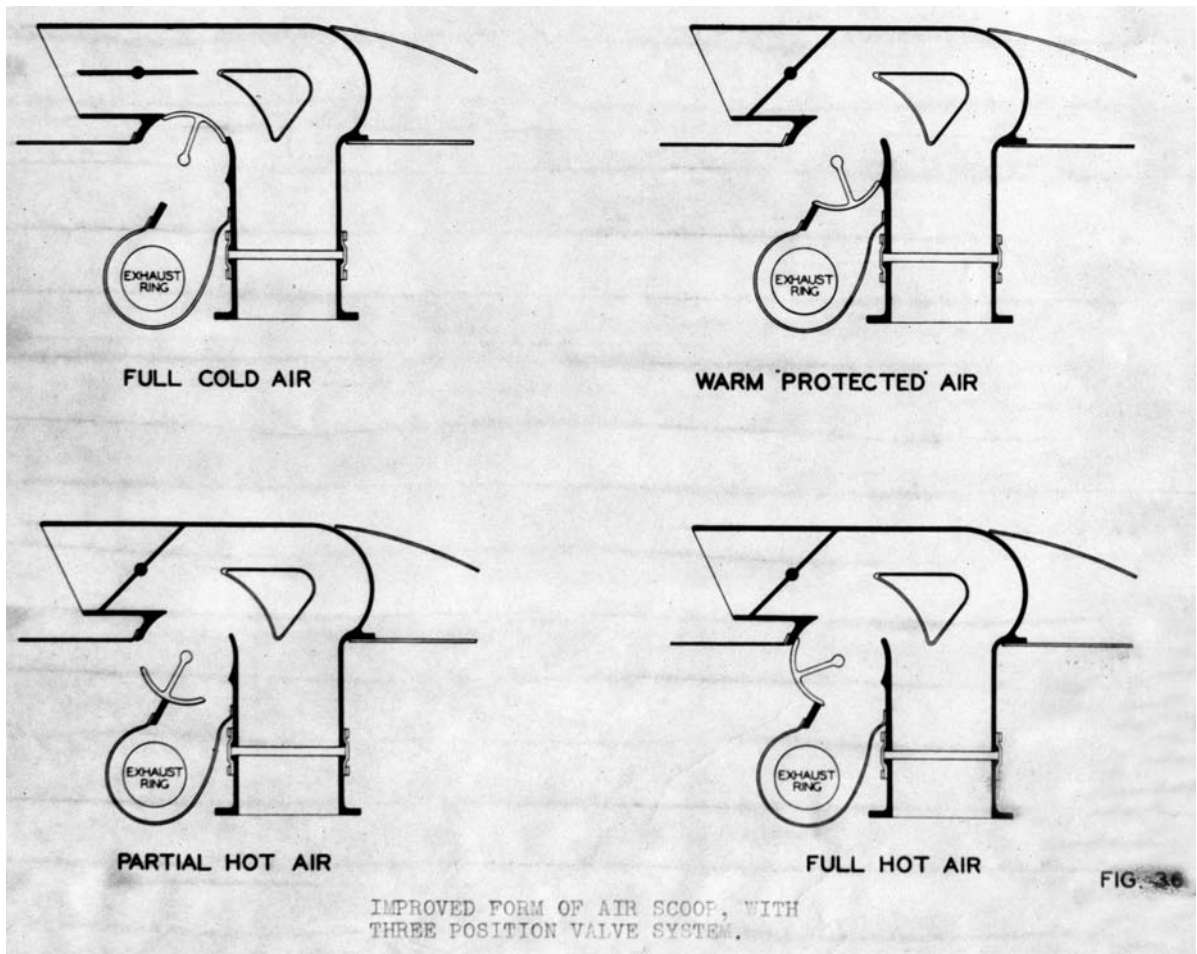 EXHAUST
RING
FULL COLD AIR
EXHAUST
RING
WARM 'PROTECTED' AIR
EXHAUST
RING
PARTIAL HOT AIR
EXHAUST
RING
FULL HOT AIR
FIG. 36
IMPROVED FORM OF AIR SCOOP, WITH
THREE POSITION VALVE SYSTEM.